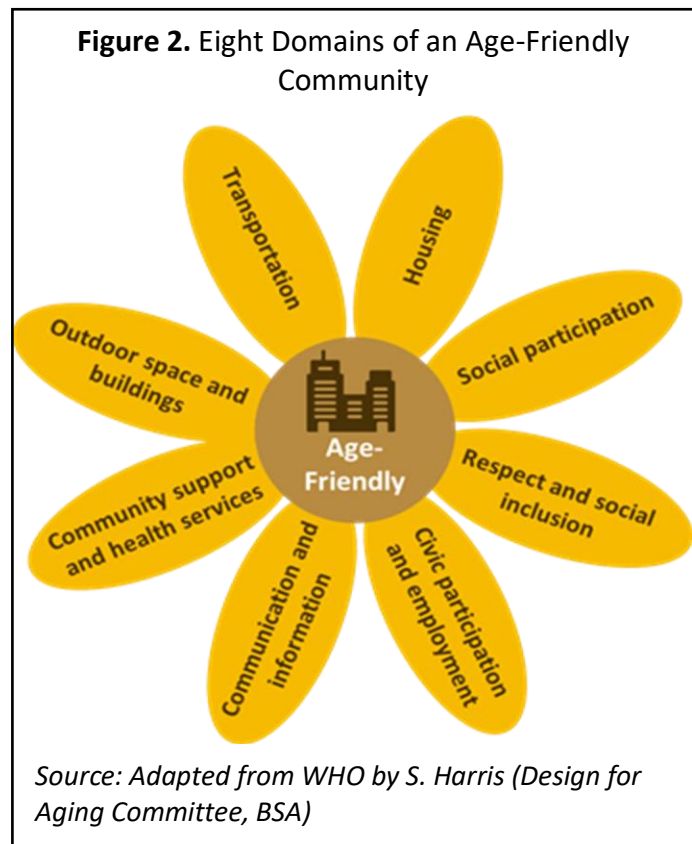 Figure 2. Eight Domains of an Age-Friendly
Community
Transportation
Housing
Social participation
Respect and social
inclusion
Civic participation
and employment
Communication and
information
Community support
and health services
Outdoor space and
buildings
Age-
Friendly
Source: Adapted from WHO by S. Harris (Design for
Aging Committee, BSA)